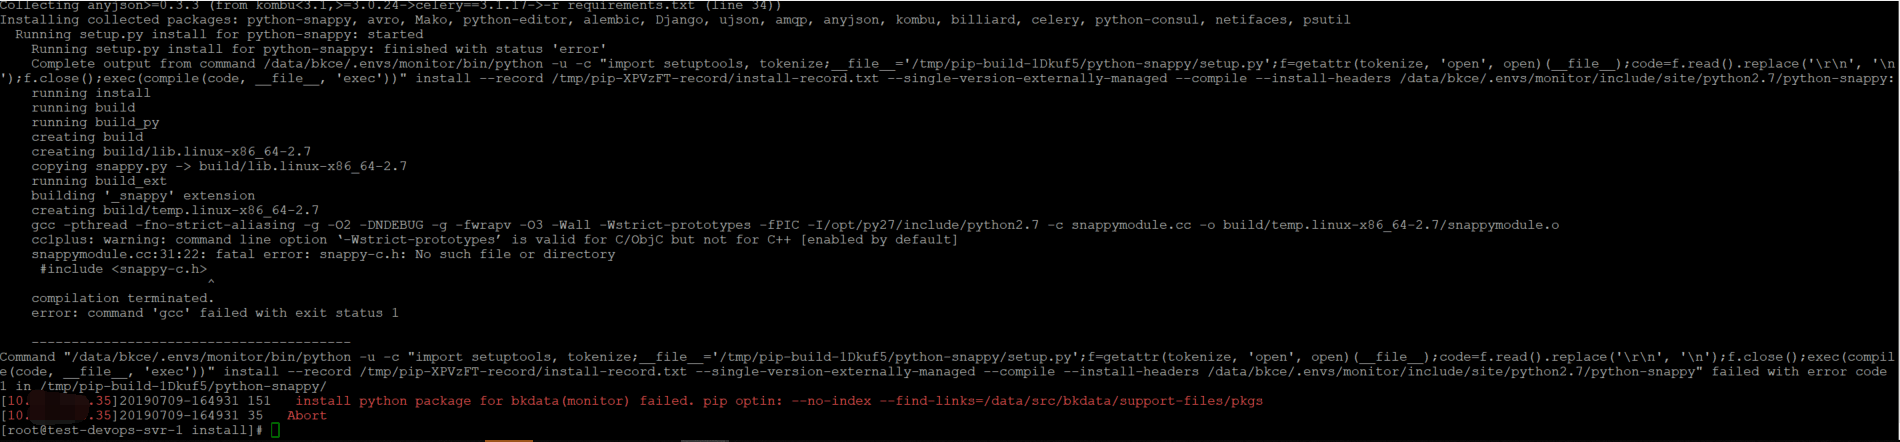 Collecting anyjson>=0.3.3 (from kombu<3.1,>=3.0.24->celery==3.1.17->-r requirements.txt (line 34))
Installing collected packages: python-snappy, avro, Mako, python-editor, alembic, Django, ujson, amqp, anyjson, kombu, billiard, celery, python-consul, netifaces, psutil
  Running setup.py install for python-snappy: started
    Running setup.py install for python-snappy: finished with status 'error'
    Complete output from command /data/bkce/.envs/monitor/bin/python -u -c "import setuptools, tokenize;__file__='/tmp/pip-build-1Dkuf5/python-snappy/setup.py';f=getattr(tokenize, 'open', open)(__file__);code=f.read().replace('\r\n', '\n
');f.close();exec(compile(code, __file__, 'exec'))" install --record /tmp/pip-XPVzFT-record/install-record.txt --single-version-externally-managed --compile --install-headers /data/bkce/.envs/monitor/include/site/python2.7/python-snappy:
    running install
    running build
    running build_py
    creating build
    creating build/lib.linux-x86_64-2.7
    copying snappy.py -> build/lib.linux-x86_64-2.7
    running build_ext
    building '_snappy' extension
    creating build/temp.linux-x86_64-2.7
    gcc -pthread -fno-strict-aliasing -g -O2 -DNDEBUG -g -fwrapv -O3 -Wall -Wstrict-prototypes -fPIC -I/opt/py27/include/python2.7 -c snappymodule.cc -o build/temp.linux-x86_64-2.7/snappymodule.o
    cc1plus: warning: command line option ‘-Wstrict-prototypes’ is valid for C/ObjC but not for C++ [enabled by default]
    snappymodule.cc:31:22: fatal error: snappy-c.h: No such file or directory
     #include <snappy-c.h>
                          ^
    compilation terminated.
    error: command 'gcc' failed with exit status 1

    ----------------------------------------
Command "/data/bkce/.envs/monitor/bin/python -u -c "import setuptools, tokenize;__file__='/tmp/pip-build-1Dkuf5/python-snappy/setup.py';f=getattr(tokenize, 'open', open)(__file__);code=f.read().replace('\r\n', '\n');f.close();exec(compil
e(code, __file__, 'exec'))" install --record /tmp/pip-XPVzFT-record/install-record.txt --single-version-externally-managed --compile --install-headers /data/bkce/.envs/monitor/include/site/python2.7/python-snappy" failed with error code
1 in /tmp/pip-build-1Dkuf5/python-snappy/
[10. .35]20190709-164931 151   install python package for bkdata(monitor) failed. pip optin: --no-index --find-links=/data/src/bkdata/support-files/pkgs
[10. .35]20190709-164931 35   Abort
[root@test-devops-svr-1 install]#